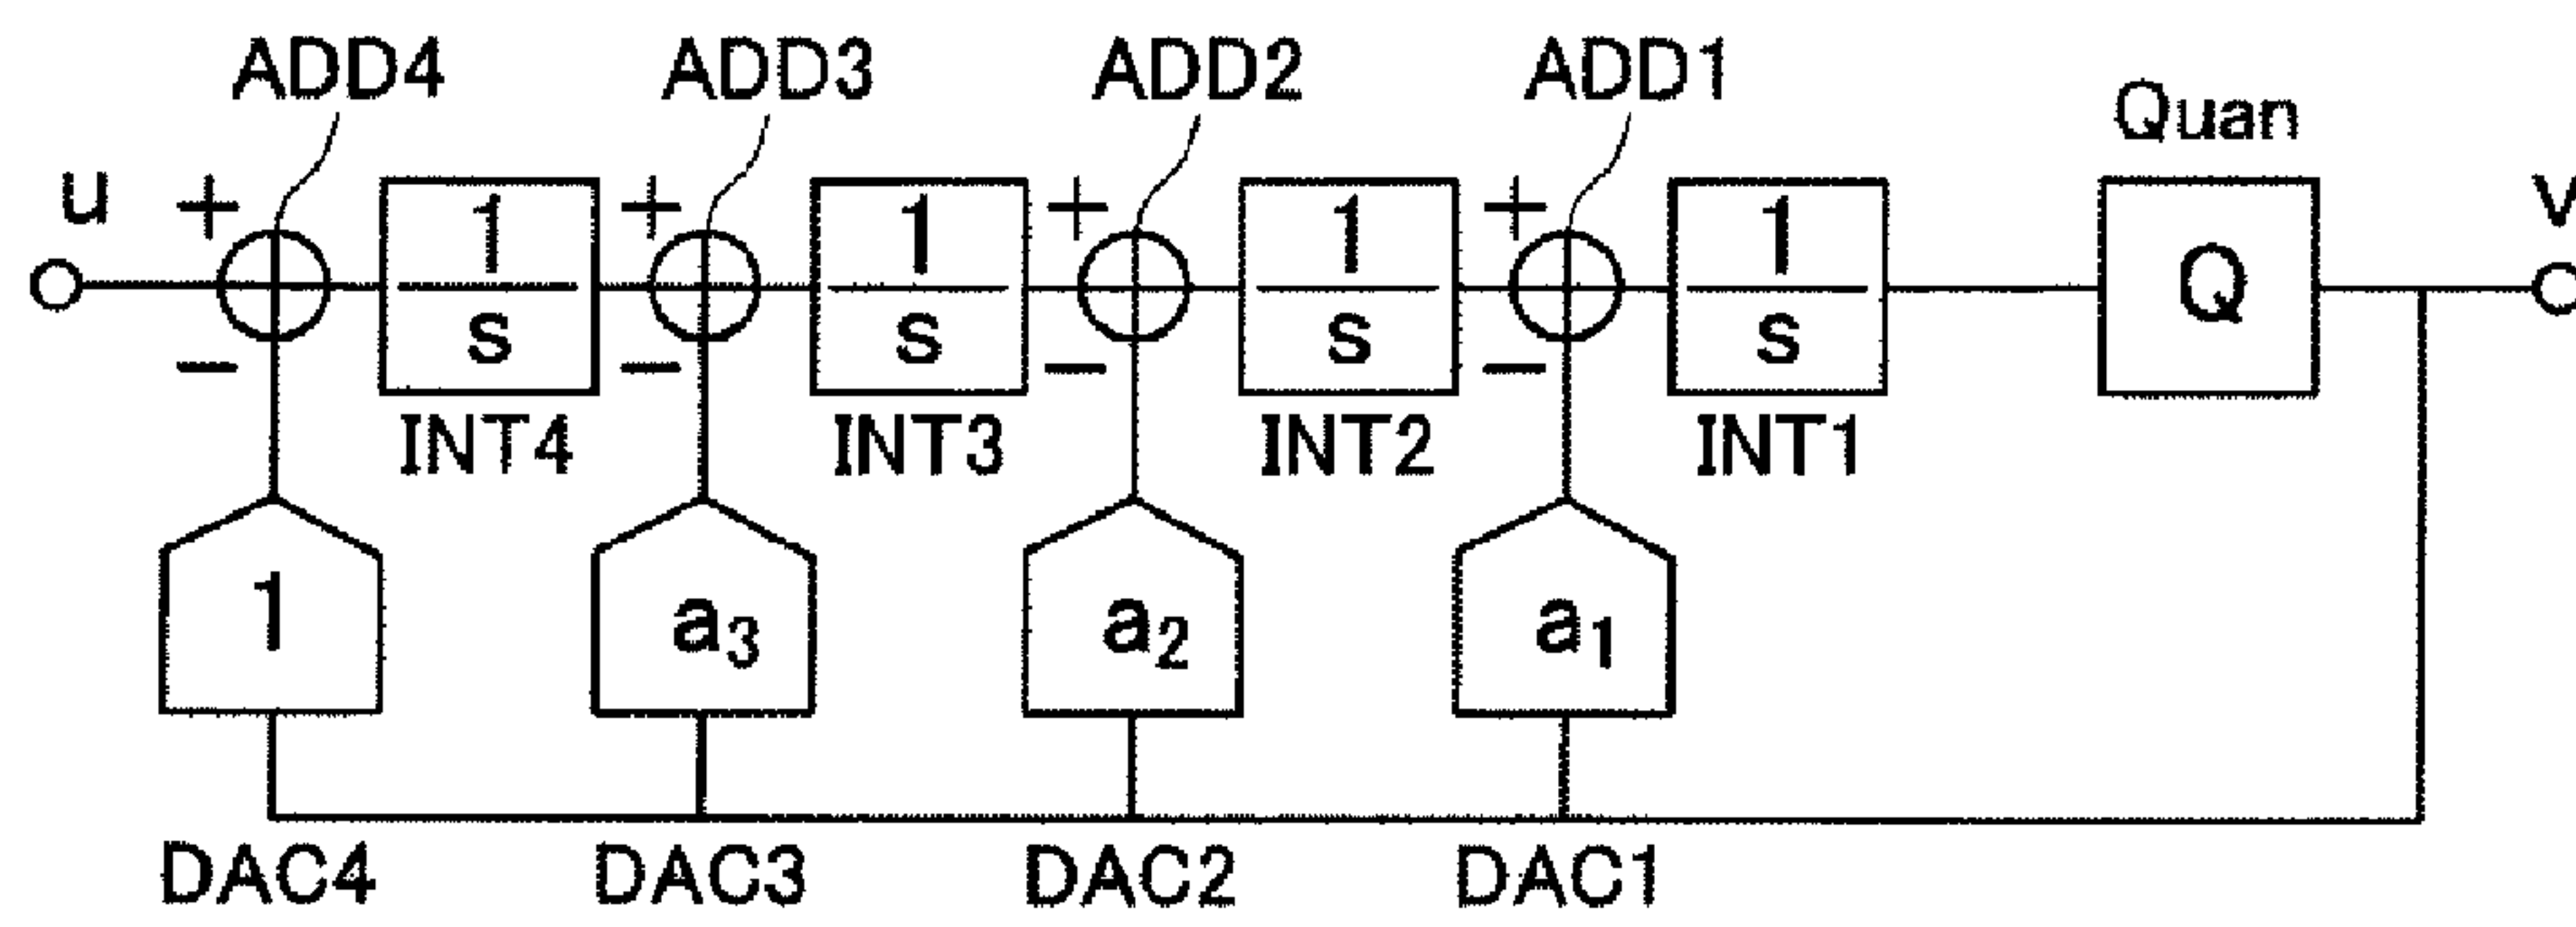 ADD4 ADD3 ADD2 ADD1
Quan
u + + + + v
1/s 1/s 1/s 1/s Q
− − − −
INT4 INT3 INT2 INT1
1 a₃ a₂ a₁
DAC4 DAC3 DAC2 DAC1